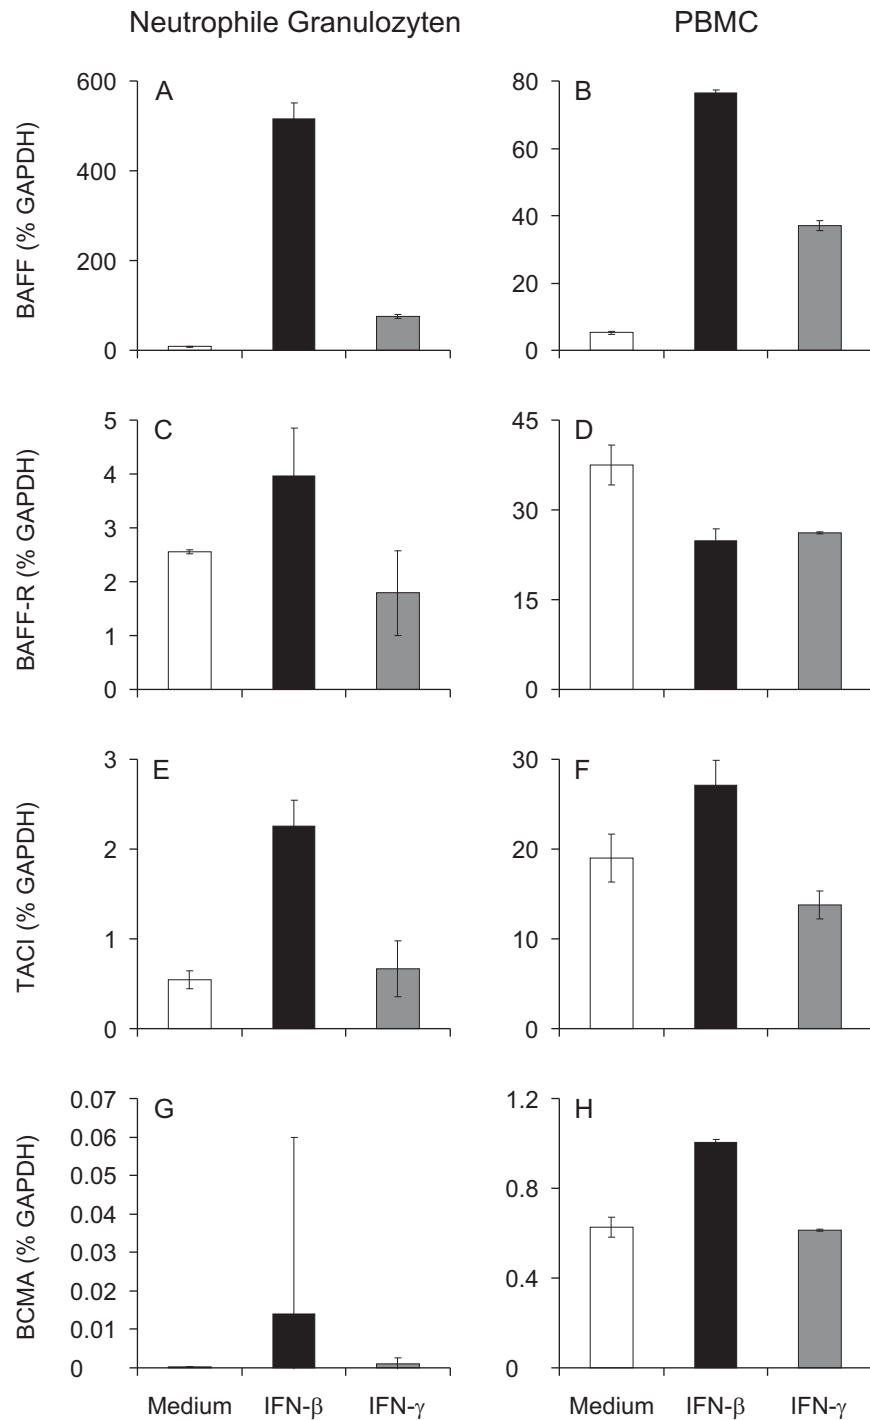 Neutrophile Granulozyten
PBMC
BAFF (% GAPDH)
600
400
200
0
A
80
60
40
20
0
B
BAFF-R (% GAPDH)
5
4
3
2
1
0
C
45
30
15
0
D
TACI (% GAPDH)
3
2
1
0
E
30
20
10
0
F
BCMA (% GAPDH)
0.07
0.06
0.05
0.04
0.03
0.02
0.01
0
G
1.2
0.8
0.4
0
H
Medium IFN-β IFN-γ
Medium IFN-β IFN-γ